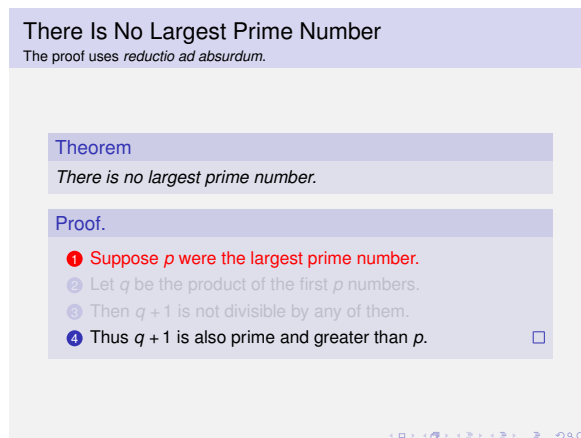 There Is No Largest Prime Number
The proof uses reductio ad absurdum.
Theorem
There is no largest prime number.
Proof.
1 Suppose p were the largest prime number.
2 Let q be the product of the first p numbers.
3 Then q + 1 is not divisible by any of them.
4 Thus q + 1 is also prime and greater than p. □